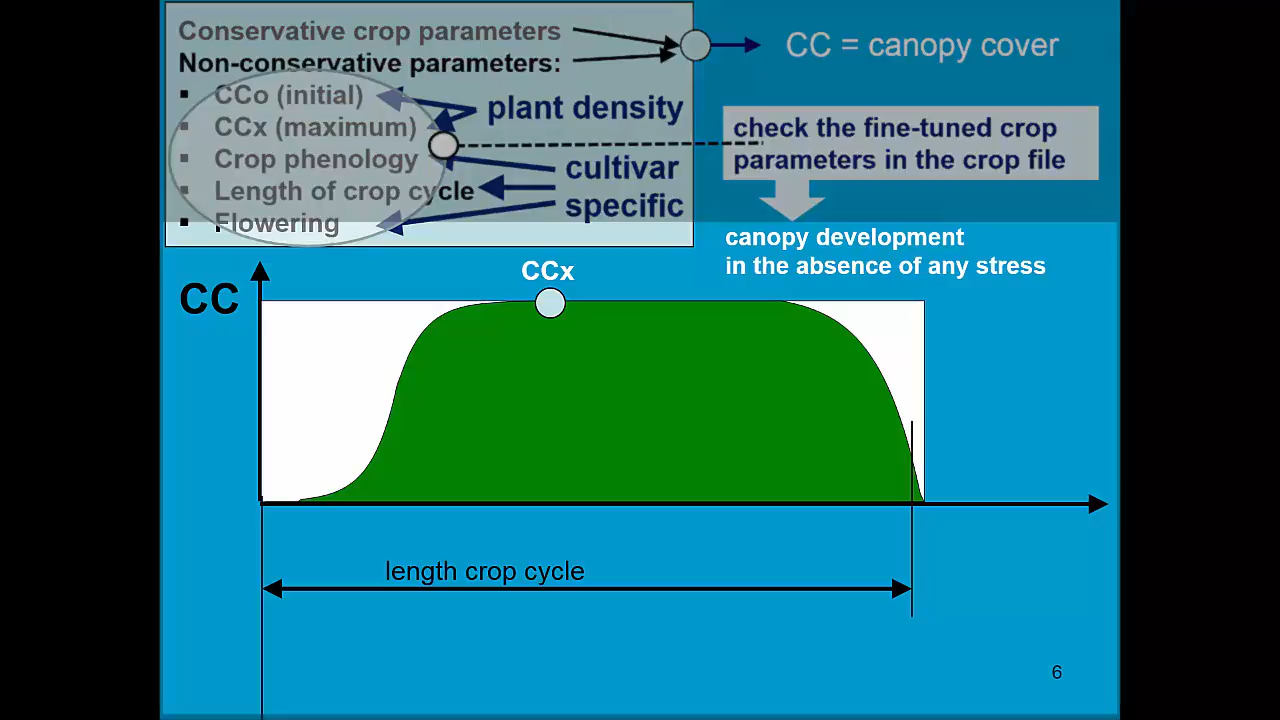 Conservative crop parameters
Non-conservative parameters:
▪ CCo (initial)
▪ CCx (maximum)
▪ Crop phenology
▪ Length of crop cycle
▪ Flowering
plant density
cultivar
specific
CC = canopy cover
check the fine-tuned crop
parameters in the crop file
canopy development
in the absence of any stress
CCx
CC
length crop cycle
6